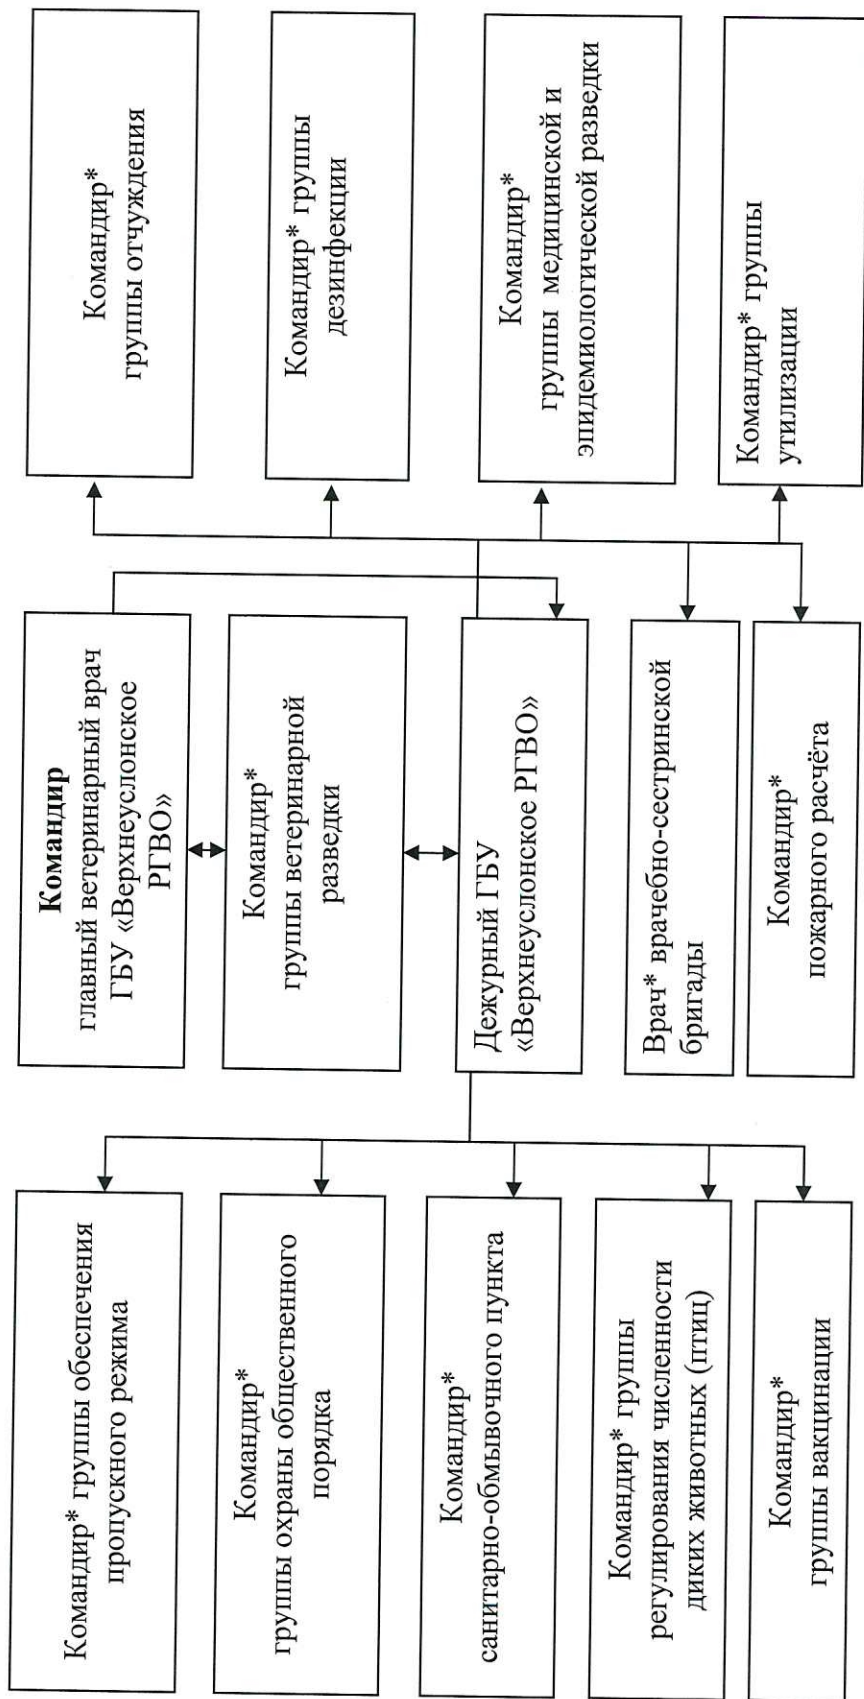 Командир* группы обеспечения
пропускного режима
Командир*
группы охраны общественного
порядка
Командир*
санитарно-обмывочного пункта
Командир* группы
регулирования численности
диких животных (птиц)
Командир*
группы вакцинации
Командир
главный ветеринарный врач
ГБУ «Верхнеуслонское
РГВО»
Командир*
группы ветеринарной
разведки
Дежурный ГБУ
«Верхнеуслонское РГВО»
Врач* врачебно-сестринской
бригады
Командир*
пожарного расчёта
Командир*
группы отчуждения
Командир* группы
дезинфекции
Командир*
группы медицинской и
эпидемиологической разведки
Командир* группы
утилизации